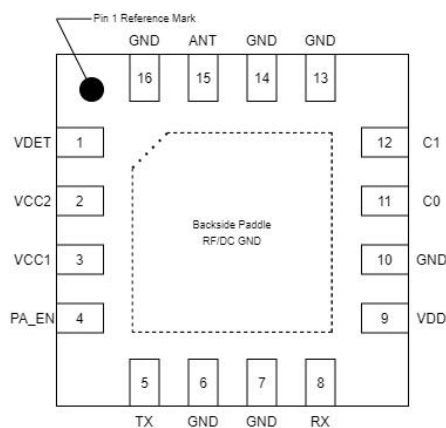 Pin 1 Reference Mark
GND ANT GND GND
16 15 14 13
VDET 1 12 C1
VCC2 2 11 C0
Backside Paddle
RF/DC GND
VCC1 3 10 GND
PA_EN 4 9 VDD
5 6 7 8
TX GND GND RX